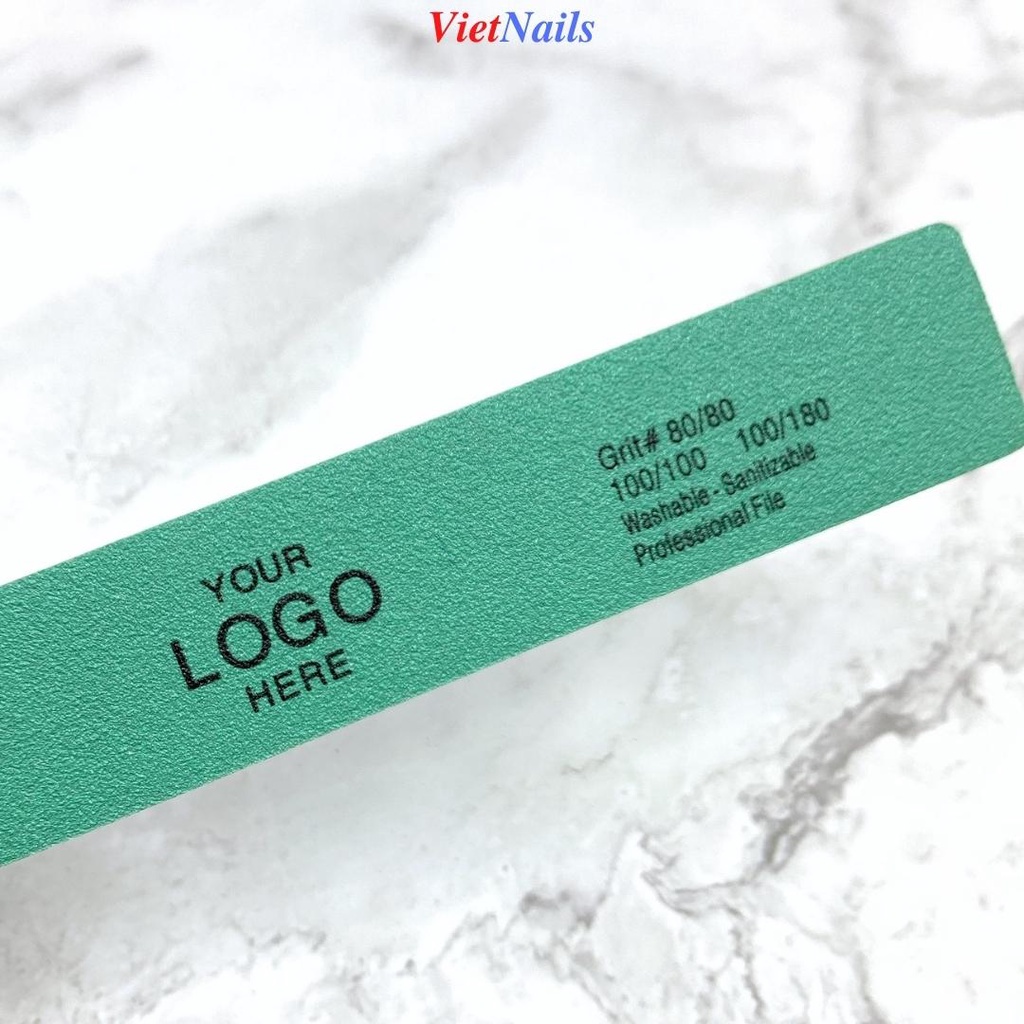 VietNails
YOUR
LOGO
HERE
Grit# 80/80
100/100 100/180
Washable - Sanitizable
Professional File